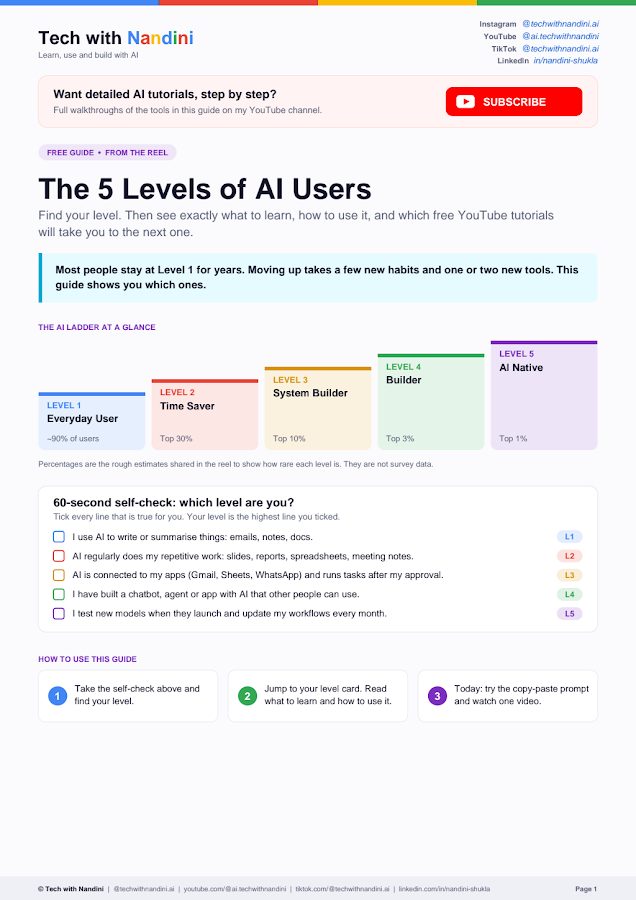 Tech with Nandini
Learn, use and build with AI
Instagram @techwithnandini.ai
YouTube @ai.techwithnandini
TikTok @techwithnandini.ai
LinkedIn in/nandini-shukla
Want detailed AI tutorials, step by step?
Full walkthroughs of the tools in this guide on my YouTube channel.
SUBSCRIBE
FREE GUIDE • FROM THE REEL
The 5 Levels of AI Users
Find your level. Then see exactly what to learn, how to use it, and which free YouTube tutorials
will take you to the next one.
Most people stay at Level 1 for years. Moving up takes a few new habits and one or two new tools. This
guide shows you which ones.
THE AI LADDER AT A GLANCE
LEVEL 1
Everyday User
~90% of users
LEVEL 2
Time Saver
Top 30%
LEVEL 3
System Builder
Top 10%
LEVEL 4
Builder
Top 3%
LEVEL 5
AI Native
Top 1%
Percentages are the rough estimates shared in the reel to show how rare each level is. They are not survey data.
60-second self-check: which level are you?
Tick every line that is true for you. Your level is the highest line you ticked.
I use AI to write or summarise things: emails, notes, docs. L1
AI regularly does my repetitive work: slides, reports, spreadsheets, meeting notes. L2
AI is connected to my apps (Gmail, Sheets, WhatsApp) and runs tasks after my approval. L3
I have built a chatbot, agent or app with AI that other people can use. L4
I test new models when they launch and update my workflows every month. L5
HOW TO USE THIS GUIDE
1
Take the self-check above and
find your level.
2
Jump to your level card. Read
what to learn and how to use it.
3
Today: try the copy-paste prompt
and watch one video.
© Tech with Nandini | @techwithnandini.ai | youtube.com/@ai.techwithnandini | tiktok.com/@techwithnandini.ai | linkedin.com/in/nandini-shukla Page 1